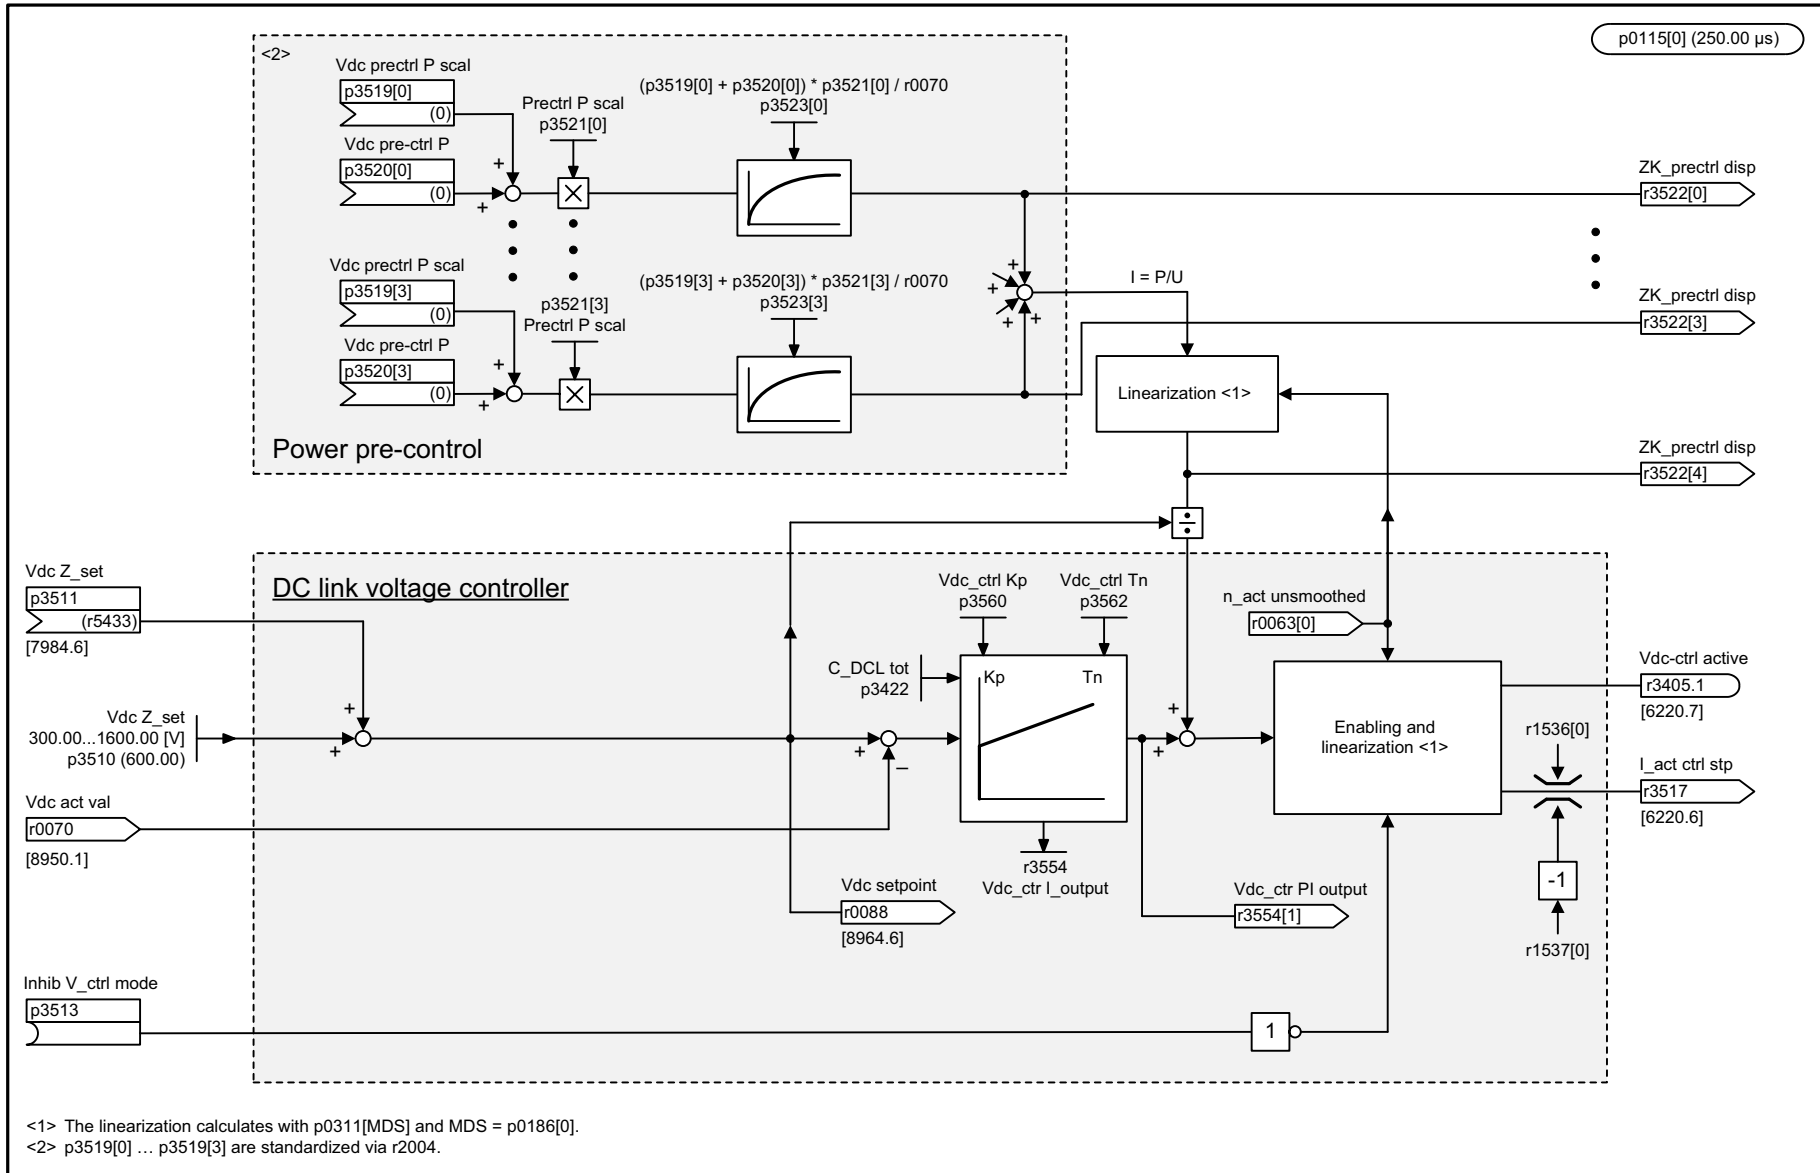 p0115[0] (250.00 µs)
<2>
Vdc prectrl P scal
p3519[0]
(0)
Vdc pre-ctrl P
p3520[0]
(0)
+
+
Prectrl P scal
p3521[0]
(p3519[0] + p3520[0]) * p3521[0] / r0070
p3523[0]
ZK_prectrl disp
r3522[0]
Vdc prectrl P scal
p3519[3]
(0)
Vdc pre-ctrl P
p3520[3]
(0)
+
+
p3521[3]
Prectrl P scal
(p3519[3] + p3520[3]) * p3521[3] / r0070
p3523[3]
+
+
+
+
I = P/U
ZK_prectrl disp
r3522[3]
Linearization <1>
Power pre-control
ZK_prectrl disp
r3522[4]
÷
Vdc Z_set
p3511
(r5433)
[7984.6]
DC link voltage controller
Vdc_ctrl Kp
p3560
Vdc_ctrl Tn
p3562
n_act unsmoothed
r0063[0]
C_DCL tot
p3422
Kp
Tn
Vdc Z_set
300.00...1600.00 [V]
p3510 (600.00)
+
+
+
–
+
+
Enabling and
linearization <1>
Vdc-ctrl active
r3405.1
[6220.7]
r1536[0]
I_act ctrl stp
r3517
[6220.6]
Vdc act val
r0070
[8950.1]
r3554
Vdc_ctr I_output
Vdc setpoint
r0088
[8964.6]
Vdc_ctr PI output
r3554[1]
-1
r1537[0]
Inhib V_ctrl mode
p3513
1
<1> The linearization calculates with p0311[MDS] and MDS = p0186[0].
<2> p3519[0] … p3519[3] are standardized via r2004.